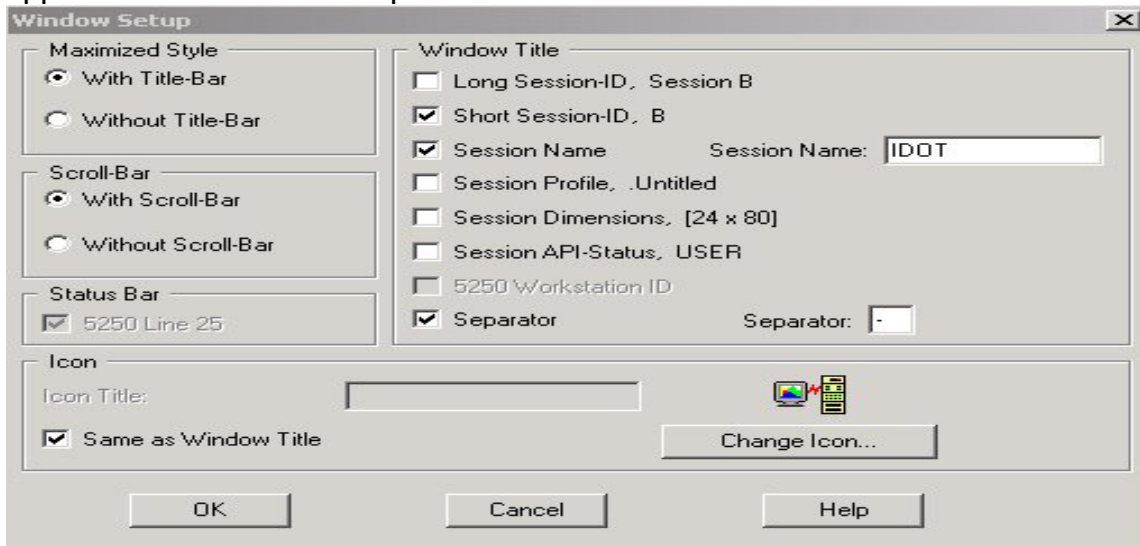 Window Setup
Maximized Style
With Title-Bar
Without Title-Bar
Scroll-Bar
With Scroll-Bar
Without Scroll-Bar
Status Bar
5250 Line 25
Window Title
Long Session-ID, Session B
Short Session-ID, B
Session Name Session Name: IDOT
Session Profile, .Untitled
Session Dimensions, [24 x 80]
Session API-Status, USER
5250 Workstation ID
Separator Separator: -
Icon
Icon Title:
Same as Window Title
Change Icon...
OK Cancel Help